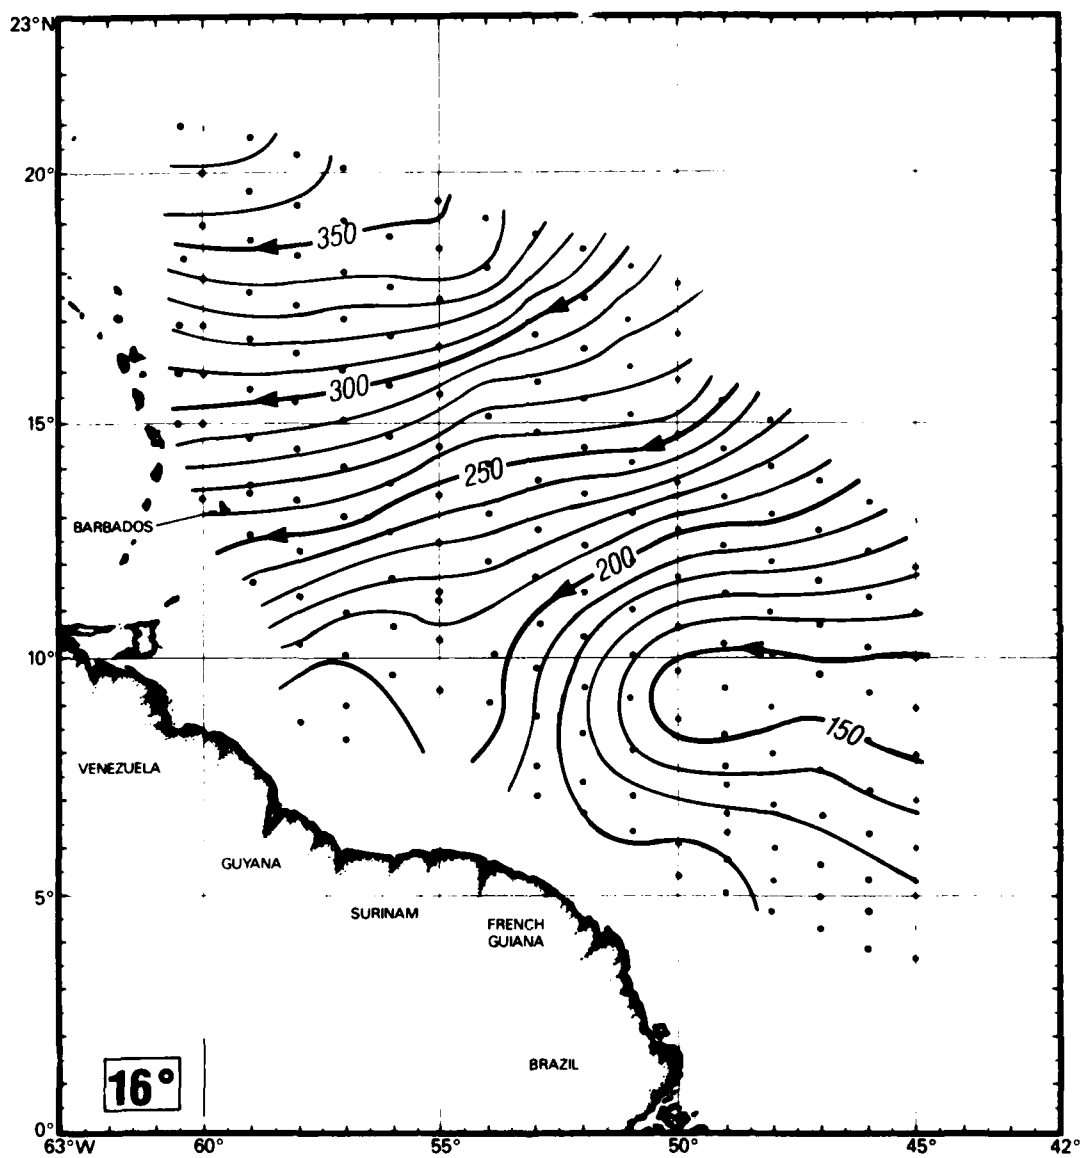 23°N
20°
350
300
15°
250
BARBADOS
200
10°
150
VENEZUELA
GUYANA
5°
SURINAM
FRENCH
GUIANA
BRAZIL
16°
0°
63°W 60° 55° 50° 45° 42°